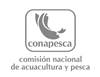 conapesca
comisión nacional
de acuacultura y pesca